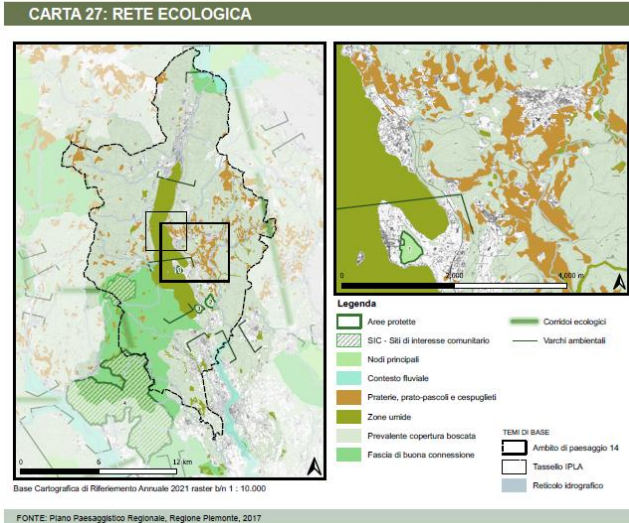 CARTA 27: RETE ECOLOGICA
0
6
12 km
0
2,000
4,000 m
Legenda
Aree protette
SIC - Siti di interesse comunitario
Nodi principali
Contesto fluviale
Praterie, prato-pascoli e cespuglieti
Zone umide
Prevalente copertura boscata
Fascia di buona connessione
Corridoi ecologici
Varchi ambientali
TEMI DI BASE
Ambito di paesaggio 14
Tassello IPLA
Reticolo idrografico
Base Cartografica di Riferiemento Annuale 2021 raster b/n 1 : 10.000
FONTE: Piano Paesaggistico Regionale, Regione Piemonte, 2017